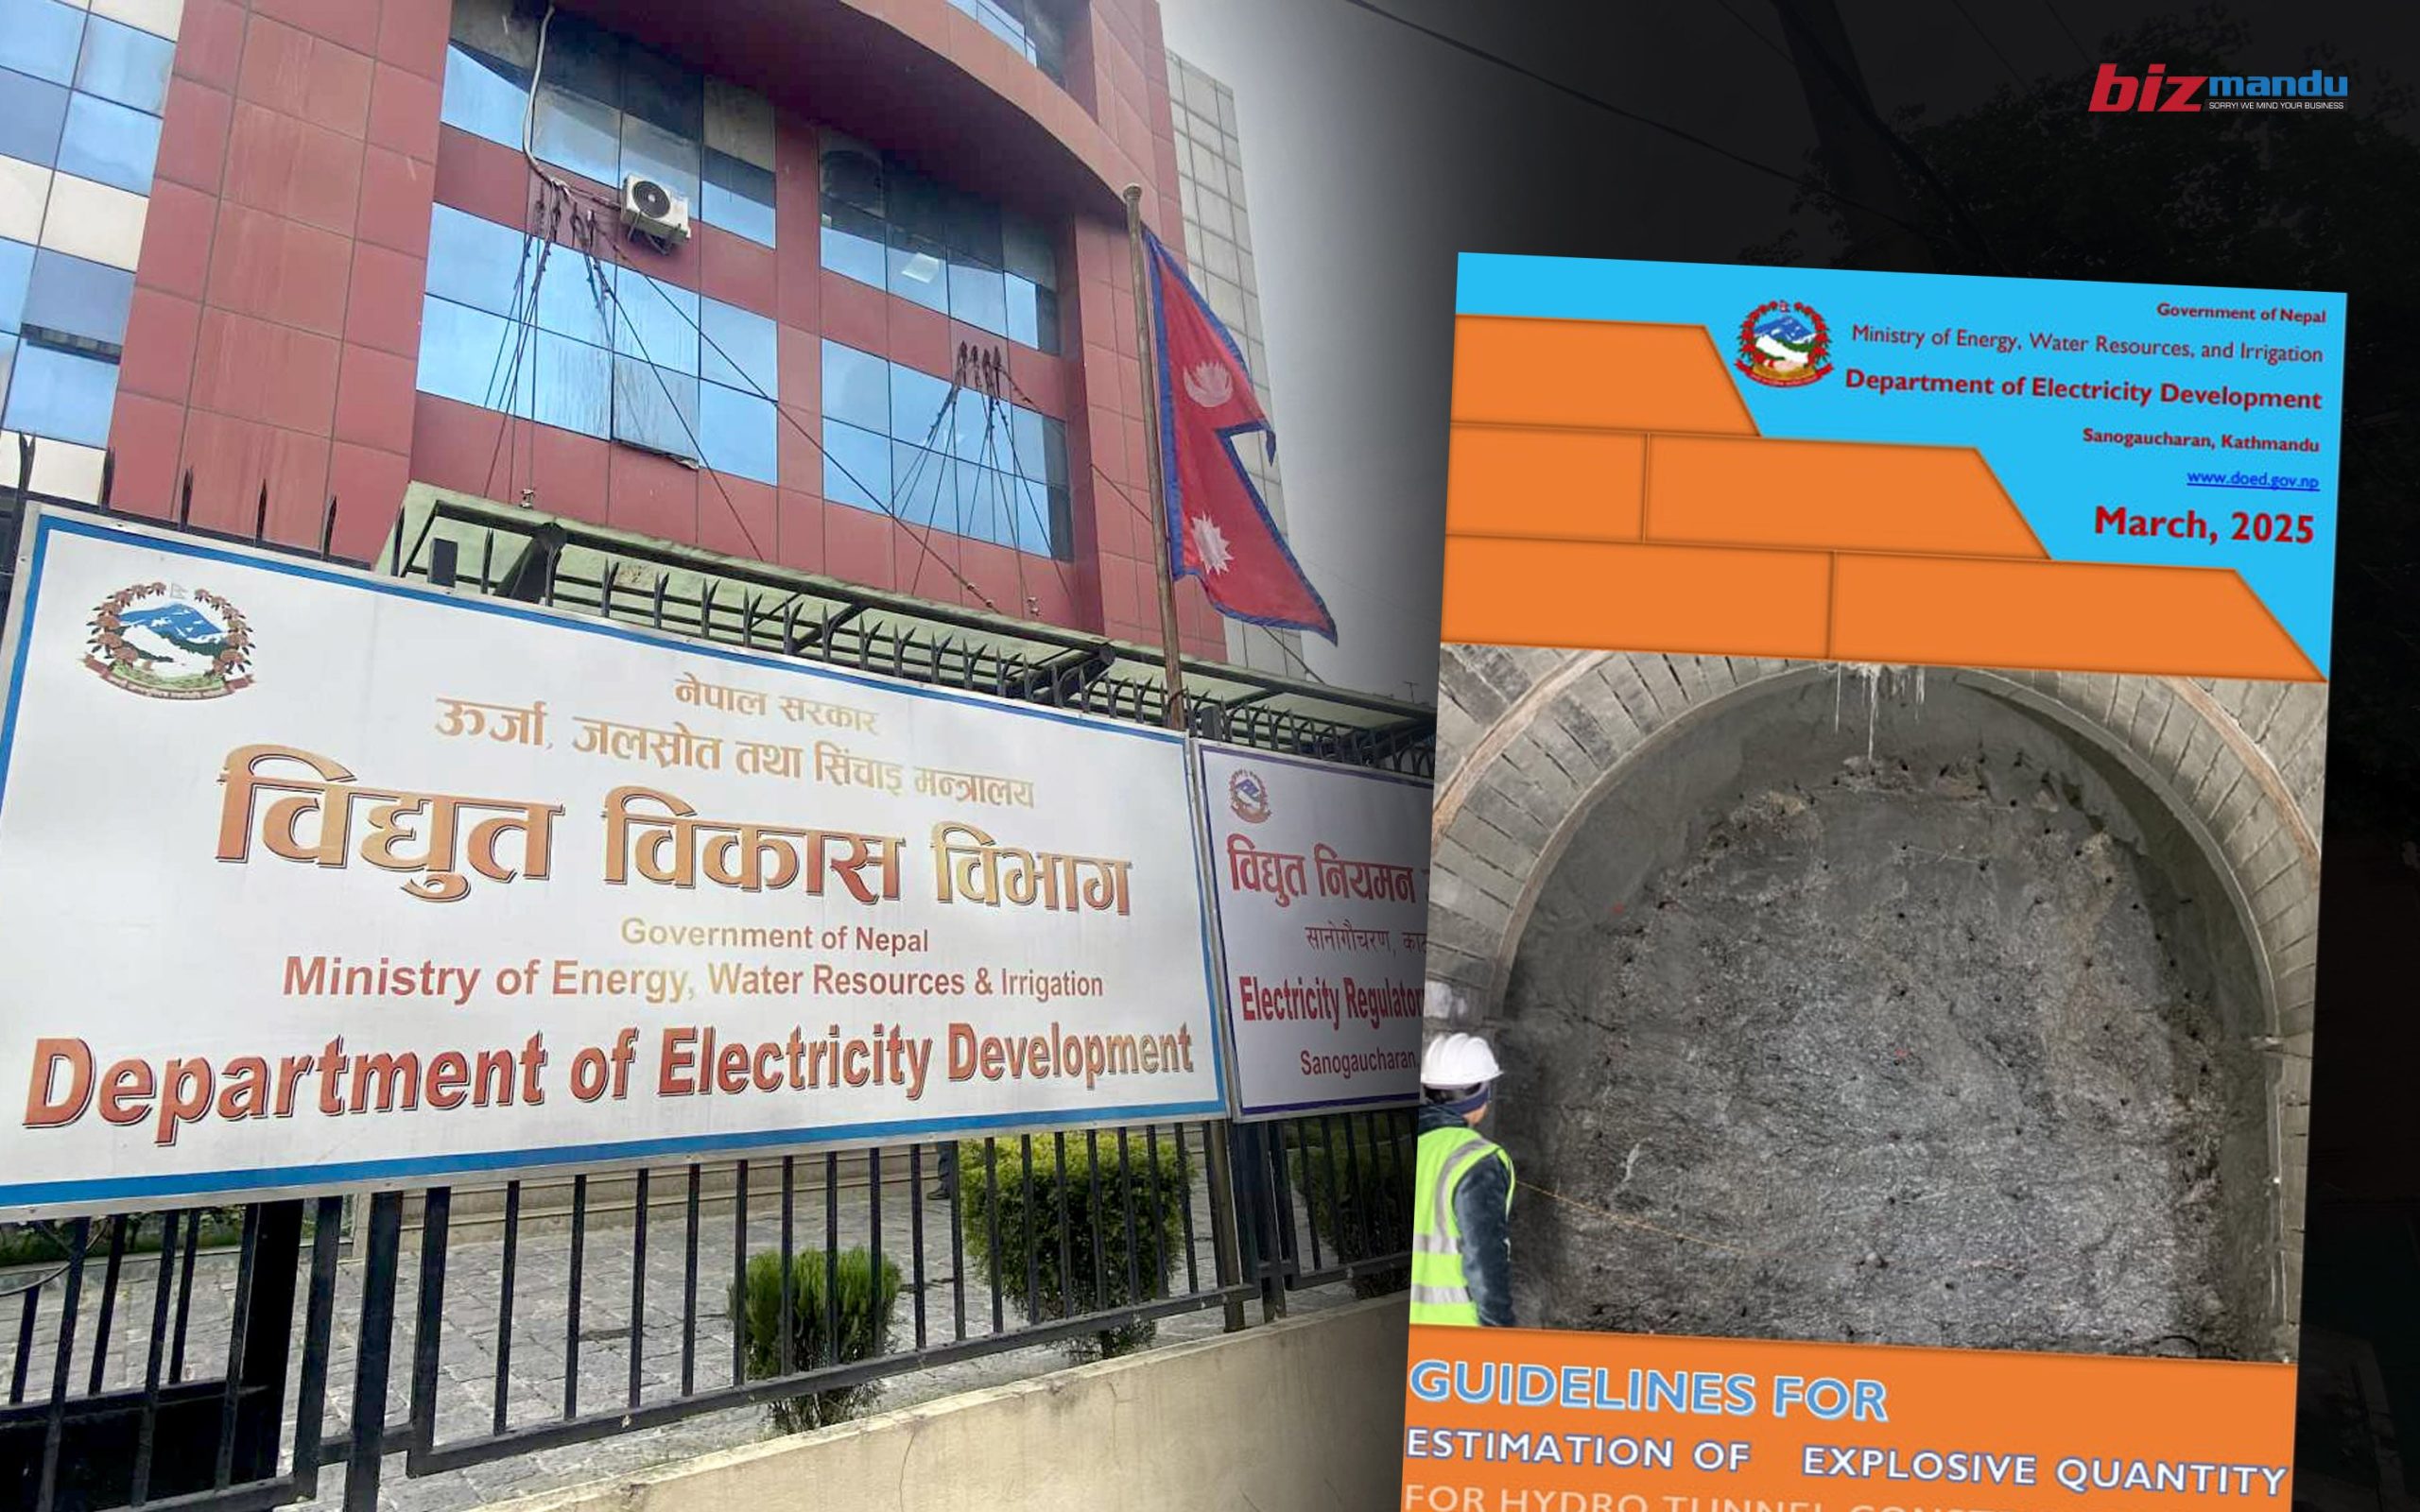 bizmandu
SORRY! WE MIND YOUR BUSINESS
नेपाल सरकार
ऊर्जा, जलस्रोत तथा सिंचाइ मन्त्रालय
विद्युत विकास विभाग
Government of Nepal
Ministry of Energy, Water Resources & Irrigation
Department of Electricity Development
विद्युत नियमन
सानोगौचरण,
Electricity
Sanogaucharan,
Government of Nepal
Ministry of Energy, Water Resources, and Irrigation
Department of Electricity Development
Sanogaucharan, Kathmandu
www.doed.gov.np
March, 2025
GUIDELINES FOR
ESTIMATION OF EXPLOSIVE QUANTITY
FOR HYDRO TUNNEL